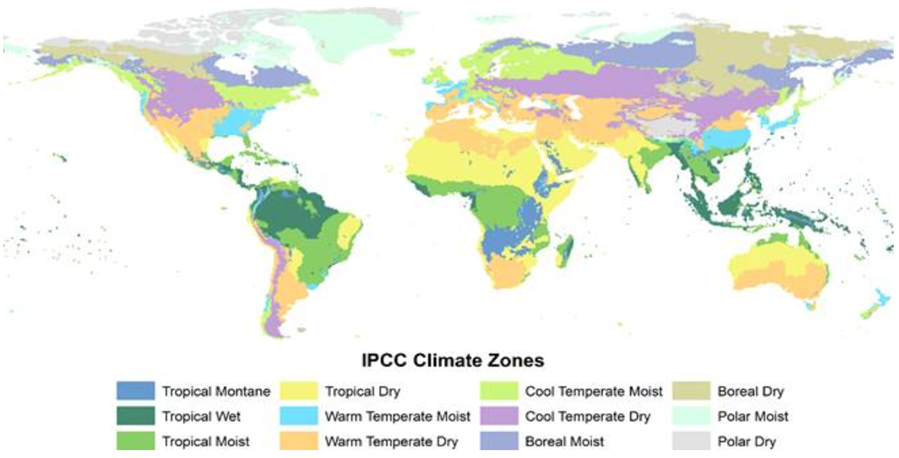 IPCC Climate Zones
Tropical Montane Tropical Dry Cool Temperate Moist Boreal Dry
Tropical Wet Warm Temperate Moist Cool Temperate Dry Polar Moist
Tropical Moist Warm Temperate Dry Boreal Moist Polar Dry